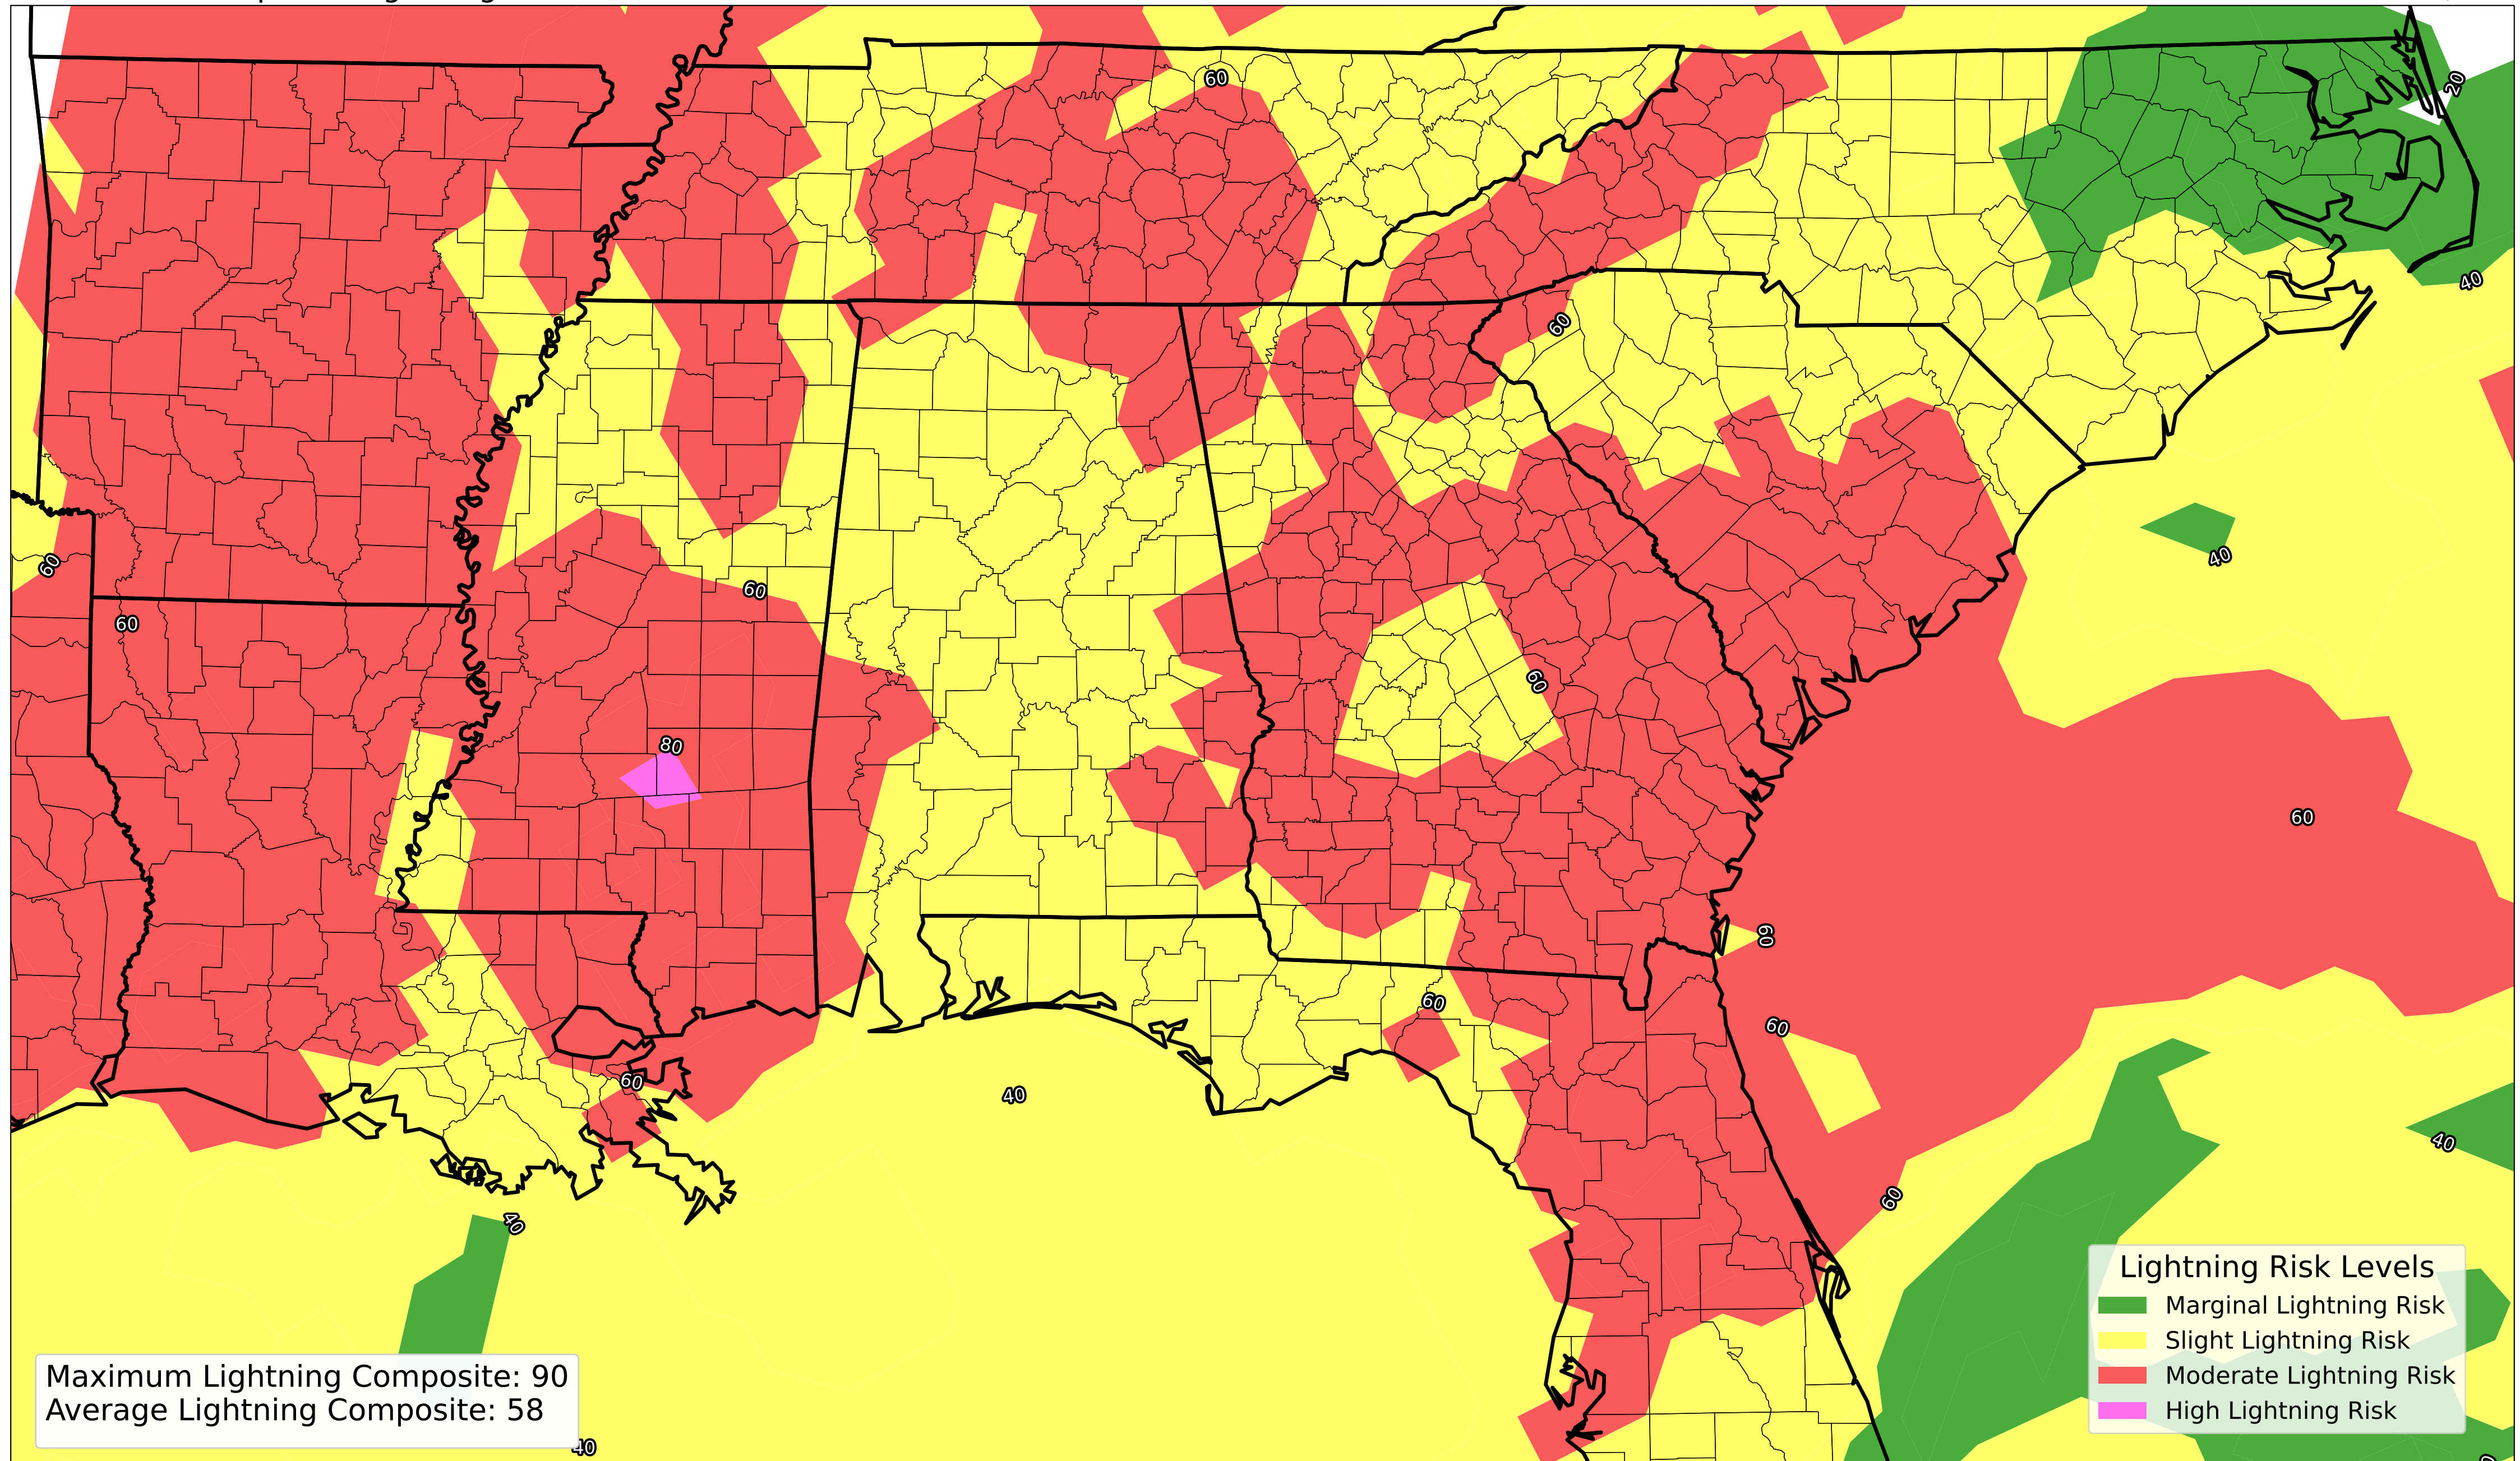 60
20
40
60
60
40
60
60
60
80
60
60
60
60
40
60
40
60
40
Lightning Risk Levels
Marginal Lightning Risk
Slight Lightning Risk
Moderate Lightning Risk
High Lightning Risk
Maximum Lightning Composite: 90
Average Lightning Composite: 58
40